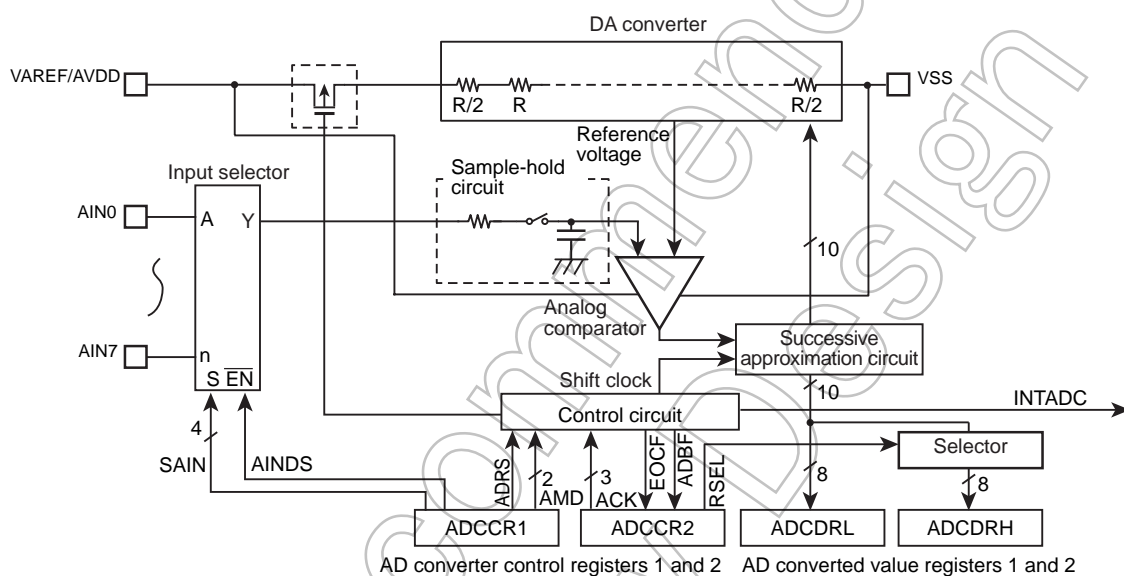 DA converter
VAREF/AVDD
VSS
R/2
R
R/2
Reference
voltage
Sample-hold
circuit
Input selector
AIN0
A
Y
10
Analog
comparator
AIN7
n
S EN
Successive
approximation circuit
Shift clock
10
Control circuit
INTADC
4
SAIN
AINDS
ADRS
2
AMD
3
ACK
EOCF
ADBF
RSEL
Selector
8
8
ADCCR1
ADCCR2
ADCDRL
ADCDRH
AD converter control registers 1 and 2
AD converted value registers 1 and 2
commen
Design